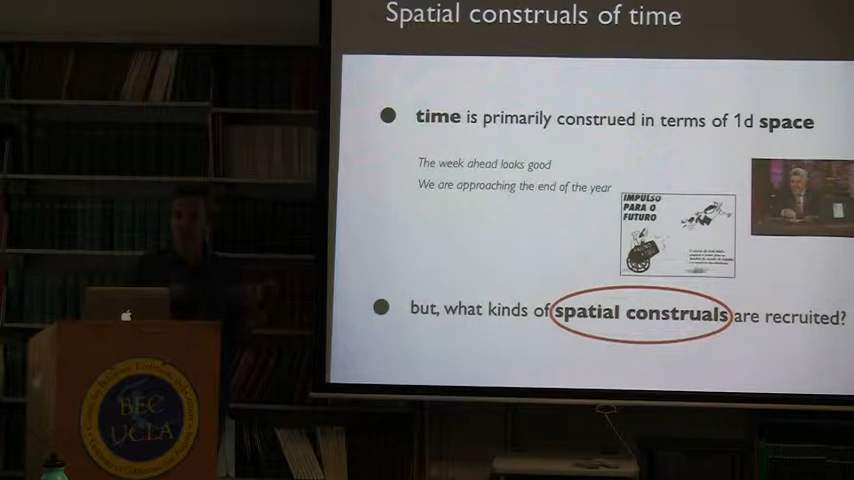 Spatial construals of time
time is primarily construed in terms of 1d space
The week ahead looks good
We are approaching the end of the year
IMPULSO
PARA O
FUTURO
but, what kinds of spatial construals are recruited?
BEC
UCLA